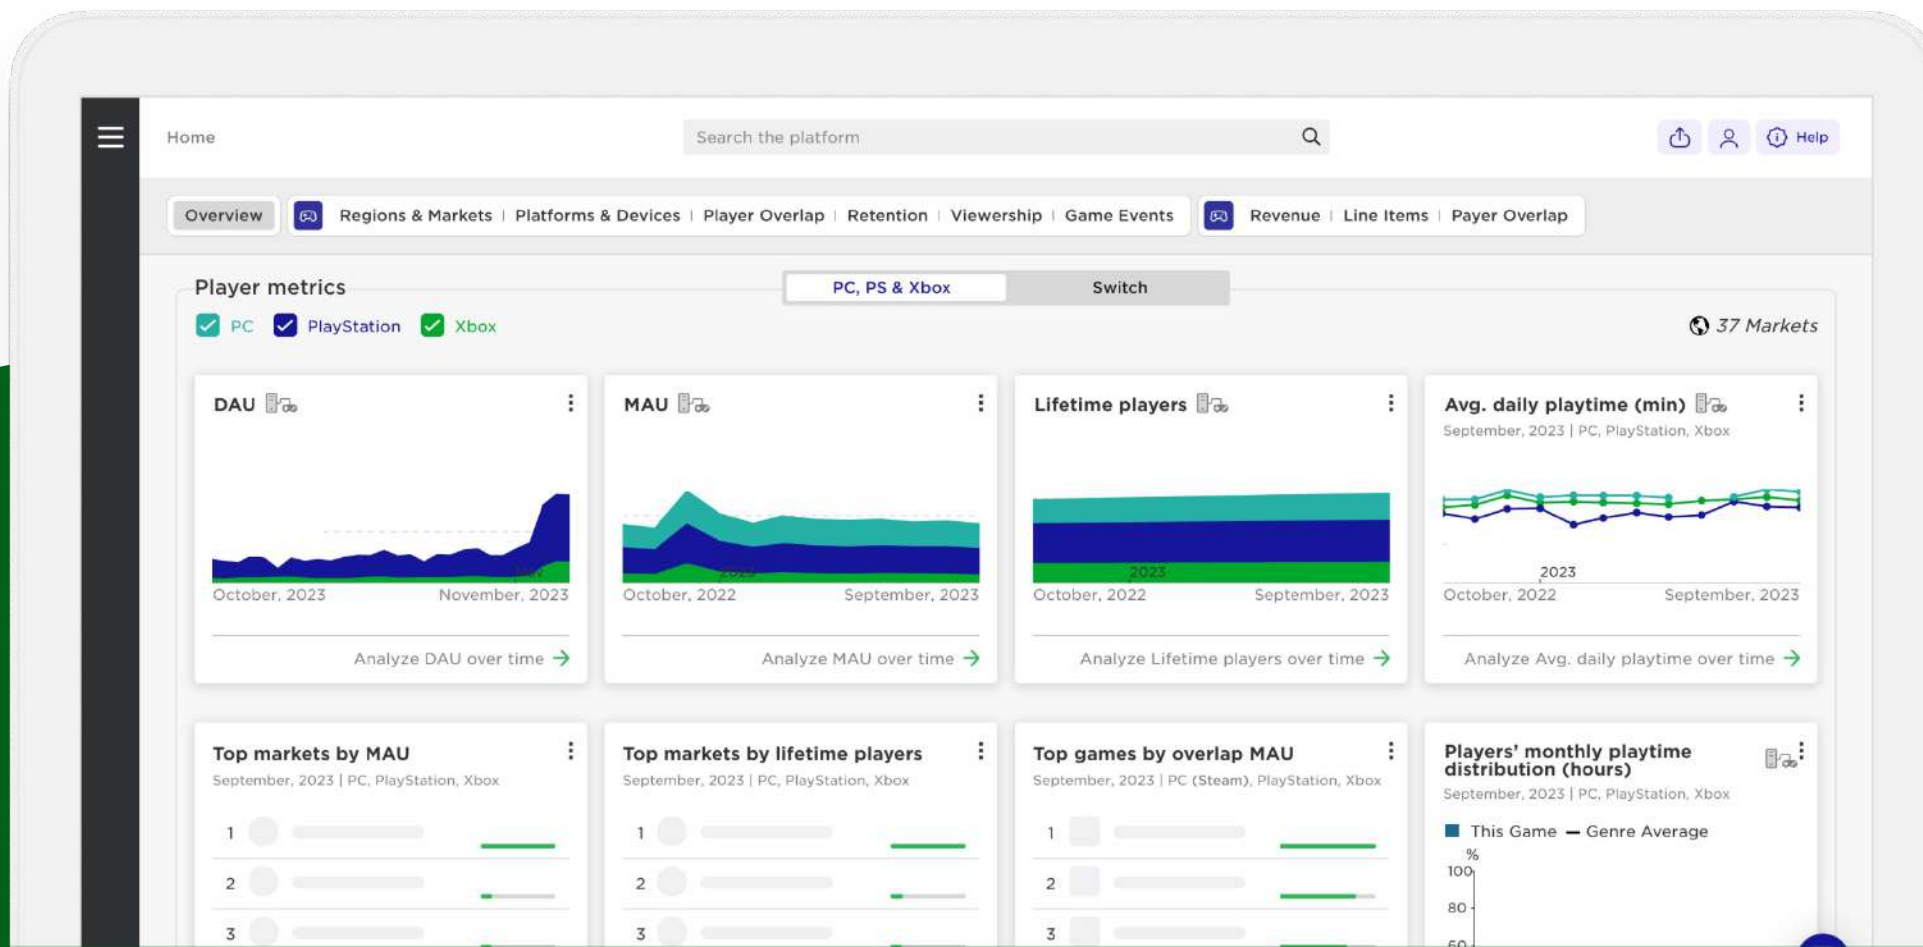 Home
Search the platform
Help
Overview
Regions & Markets | Platforms & Devices | Player Overlap | Retention | Viewership | Game Events
Revenue | Line Items | Payer Overlap
Player metrics
PC, PS & Xbox
Switch
PC
PlayStation
Xbox
37 Markets
DAU
Nov
October, 2023
November, 2023
Analyze DAU over time
MAU
2023
October, 2022
September, 2023
Analyze MAU over time
Lifetime players
2023
October, 2022
September, 2023
Analyze Lifetime players over time
Avg. daily playtime (min)
September, 2023 | PC, PlayStation, Xbox
2023
October, 2022
September, 2023
Analyze Avg. daily playtime over time
Top markets by MAU
September, 2023 | PC, PlayStation, Xbox
1
2
3
Top markets by lifetime players
September, 2023 | PC, PlayStation, Xbox
1
2
3
Top games by overlap MAU
September, 2023 | PC (Steam), PlayStation, Xbox
1
2
3
Players' monthly playtime
distribution (hours)
September, 2023 | PC, PlayStation, Xbox
This Game
Genre Average
%
100
80
60